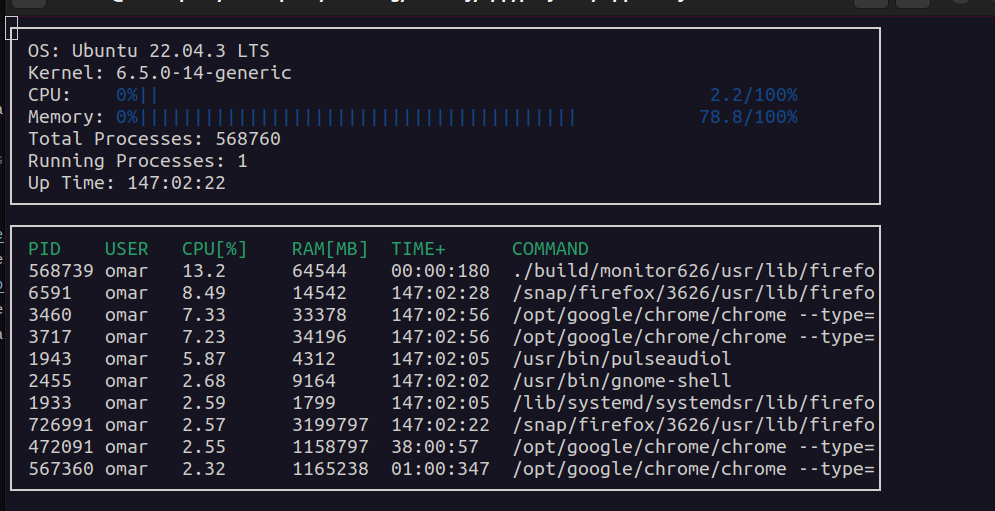 OS: Ubuntu 22.04.3 LTS
Kernel: 6.5.0-14-generic
CPU: 0%|| 2.2/100%
Memory: 0%|||||||||||||||||||||||||||||||||||||||| 78.8/100%
Total Processes: 568760
Running Processes: 1
Up Time: 147:02:22
PID USER CPU[%] RAM[MB] TIME+ COMMAND
568739 omar 13.2 64544 00:00:180 ./build/monitor626/usr/lib/firefo
6591 omar 8.49 14542 147:02:28 /snap/firefox/3626/usr/lib/firefo
3460 omar 7.33 33378 147:02:56 /opt/google/chrome/chrome --type=
3717 omar 7.23 34196 147:02:56 /opt/google/chrome/chrome --type=
1943 omar 5.87 4312 147:02:05 /usr/bin/pulseaudiol
2455 omar 2.68 9164 147:02:02 /usr/bin/gnome-shell
1933 omar 2.59 1799 147:02:05 /lib/systemd/systemdsr/lib/firefo
726991 omar 2.57 3199797 147:02:22 /snap/firefox/3626/usr/lib/firefo
472091 omar 2.55 1158797 38:00:57 /opt/google/chrome/chrome --type=
567360 omar 2.32 1165238 01:00:347 /opt/google/chrome/chrome --type=